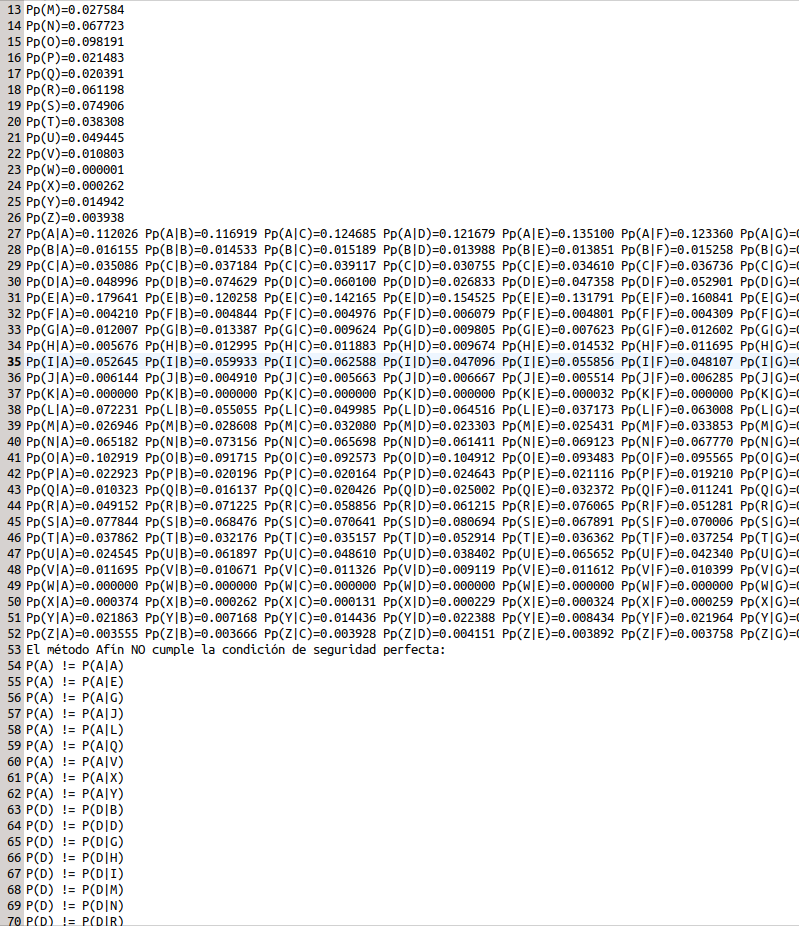 13 Pp(M)=0.027584
14 Pp(N)=0.067723
15 Pp(O)=0.098191
16 Pp(P)=0.021483
17 Pp(Q)=0.020391
18 Pp(R)=0.061198
19 Pp(S)=0.074906
20 Pp(T)=0.038308
21 Pp(U)=0.049445
22 Pp(V)=0.010803
23 Pp(W)=0.000001
24 Pp(X)=0.000262
25 Pp(Y)=0.014942
26 Pp(Z)=0.003938
27 Pp(A|A)=0.112026 Pp(A|B)=0.116919 Pp(A|C)=0.124685 Pp(A|D)=0.121679 Pp(A|E)=0.135100 Pp(A|F)=0.123360 Pp(A|G)=0
28 Pp(B|A)=0.016155 Pp(B|B)=0.014533 Pp(B|C)=0.015189 Pp(B|D)=0.013988 Pp(B|E)=0.013851 Pp(B|F)=0.015258 Pp(B|G)=0
29 Pp(C|A)=0.035086 Pp(C|B)=0.037184 Pp(C|C)=0.039117 Pp(C|D)=0.030755 Pp(C|E)=0.034610 Pp(C|F)=0.036736 Pp(C|G)=0
30 Pp(D|A)=0.048996 Pp(D|B)=0.074629 Pp(D|C)=0.060100 Pp(D|D)=0.026833 Pp(D|E)=0.047358 Pp(D|F)=0.052901 Pp(D|G)=0
31 Pp(E|A)=0.179641 Pp(E|B)=0.120258 Pp(E|C)=0.142165 Pp(E|D)=0.154525 Pp(E|E)=0.131791 Pp(E|F)=0.160841 Pp(E|G)=0
32 Pp(F|A)=0.004210 Pp(F|B)=0.004844 Pp(F|C)=0.004976 Pp(F|D)=0.006079 Pp(F|E)=0.004801 Pp(F|F)=0.004309 Pp(F|G)=0
33 Pp(G|A)=0.012007 Pp(G|B)=0.013387 Pp(G|C)=0.009624 Pp(G|D)=0.009805 Pp(G|E)=0.007623 Pp(G|F)=0.012602 Pp(G|G)=0
34 Pp(H|A)=0.005676 Pp(H|B)=0.012995 Pp(H|C)=0.011883 Pp(H|D)=0.009674 Pp(H|E)=0.014532 Pp(H|F)=0.011695 Pp(H|G)=0
35 Pp(I|A)=0.052645 Pp(I|B)=0.059933 Pp(I|C)=0.062588 Pp(I|D)=0.047096 Pp(I|E)=0.055856 Pp(I|F)=0.048107 Pp(I|G)=0
36 Pp(J|A)=0.006144 Pp(J|B)=0.004910 Pp(J|C)=0.005663 Pp(J|D)=0.006667 Pp(J|E)=0.005514 Pp(J|F)=0.006285 Pp(J|G)=0
37 Pp(K|A)=0.000000 Pp(K|B)=0.000000 Pp(K|C)=0.000000 Pp(K|D)=0.000000 Pp(K|E)=0.000032 Pp(K|F)=0.000000 Pp(K|G)=0
38 Pp(L|A)=0.072231 Pp(L|B)=0.055055 Pp(L|C)=0.049985 Pp(L|D)=0.064516 Pp(L|E)=0.037173 Pp(L|F)=0.063008 Pp(L|G)=0
39 Pp(M|A)=0.026946 Pp(M|B)=0.028608 Pp(M|C)=0.032080 Pp(M|D)=0.023303 Pp(M|E)=0.025431 Pp(M|F)=0.033853 Pp(M|G)=0
40 Pp(N|A)=0.065182 Pp(N|B)=0.073156 Pp(N|C)=0.065698 Pp(N|D)=0.061411 Pp(N|E)=0.069123 Pp(N|F)=0.067770 Pp(N|G)=0
41 Pp(O|A)=0.102919 Pp(O|B)=0.091715 Pp(O|C)=0.092573 Pp(O|D)=0.104912 Pp(O|E)=0.093483 Pp(O|F)=0.095565 Pp(O|G)=0
42 Pp(P|A)=0.022923 Pp(P|B)=0.020196 Pp(P|C)=0.020164 Pp(P|D)=0.024643 Pp(P|E)=0.021116 Pp(P|F)=0.019210 Pp(P|G)=0
43 Pp(Q|A)=0.010323 Pp(Q|B)=0.016137 Pp(Q|C)=0.020426 Pp(Q|D)=0.025002 Pp(Q|E)=0.032372 Pp(Q|F)=0.011241 Pp(Q|G)=0
44 Pp(R|A)=0.049152 Pp(R|B)=0.071225 Pp(R|C)=0.058856 Pp(R|D)=0.061215 Pp(R|E)=0.076065 Pp(R|F)=0.051281 Pp(R|G)=0
45 Pp(S|A)=0.077844 Pp(S|B)=0.068476 Pp(S|C)=0.070641 Pp(S|D)=0.080694 Pp(S|E)=0.067891 Pp(S|F)=0.070006 Pp(S|G)=0
46 Pp(T|A)=0.037862 Pp(T|B)=0.032176 Pp(T|C)=0.035157 Pp(T|D)=0.052914 Pp(T|E)=0.036362 Pp(T|F)=0.037254 Pp(T|G)=0
47 Pp(U|A)=0.024545 Pp(U|B)=0.061897 Pp(U|C)=0.048610 Pp(U|D)=0.038402 Pp(U|E)=0.065652 Pp(U|F)=0.042340 Pp(U|G)=0
48 Pp(V|A)=0.011695 Pp(V|B)=0.010671 Pp(V|C)=0.011326 Pp(V|D)=0.009119 Pp(V|E)=0.011612 Pp(V|F)=0.010399 Pp(V|G)=0
49 Pp(W|A)=0.000000 Pp(W|B)=0.000000 Pp(W|C)=0.000000 Pp(W|D)=0.000000 Pp(W|E)=0.000000 Pp(W|F)=0.000000 Pp(W|G)=0
50 Pp(X|A)=0.000374 Pp(X|B)=0.000262 Pp(X|C)=0.000131 Pp(X|D)=0.000229 Pp(X|E)=0.000324 Pp(X|F)=0.000259 Pp(X|G)=0
51 Pp(Y|A)=0.021863 Pp(Y|B)=0.007168 Pp(Y|C)=0.014436 Pp(Y|D)=0.022388 Pp(Y|E)=0.008434 Pp(Y|F)=0.021964 Pp(Y|G)=0
52 Pp(Z|A)=0.003555 Pp(Z|B)=0.003666 Pp(Z|C)=0.003928 Pp(Z|D)=0.004151 Pp(Z|E)=0.003892 Pp(Z|F)=0.003758 Pp(Z|G)=0
53 El método Afín NO cumple la condición de seguridad perfecta:
54 P(A) != P(A|A)
55 P(A) != P(A|E)
56 P(A) != P(A|G)
57 P(A) != P(A|J)
58 P(A) != P(A|L)
59 P(A) != P(A|Q)
60 P(A) != P(A|V)
61 P(A) != P(A|X)
62 P(A) != P(A|Y)
63 P(D) != P(D|B)
64 P(D) != P(D|D)
65 P(D) != P(D|G)
66 P(D) != P(D|H)
67 P(D) != P(D|I)
68 P(D) != P(D|M)
69 P(D) != P(D|N)
70 P(D) != P(D|R)